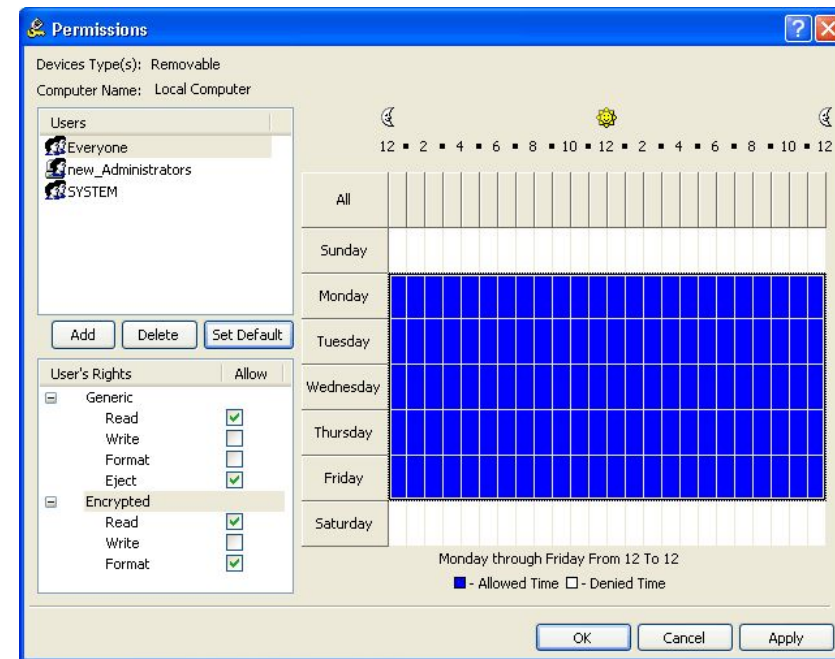 Permissions
Devices Type(s): Removable
Computer Name: Local Computer
Users
Everyone
new_Administrators
SYSTEM
Add Delete Set Default
User's Rights Allow
Generic
Read
Write
Format
Eject
Encrypted
Read
Write
Format
12 ▪ 2 ▪ 4 ▪ 6 ▪ 8 ▪ 10 ▪ 12 ▪ 2 ▪ 4 ▪ 6 ▪ 8 ▪ 10 ▪ 12
All
Sunday
Monday
Tuesday
Wednesday
Thursday
Friday
Saturday
Monday through Friday From 12 To 12
- Allowed Time - Denied Time
OK Cancel Apply